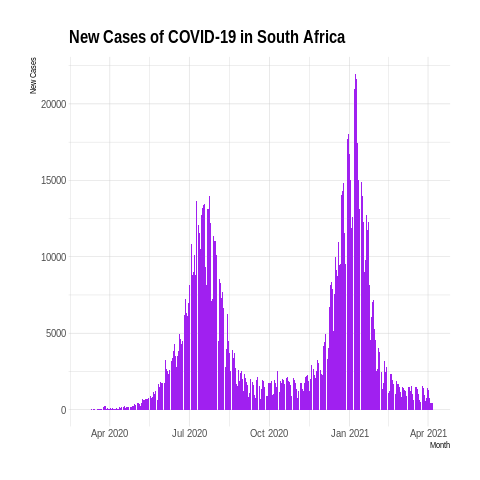 New Cases of COVID-19 in South Africa
New Cases
20000
15000
10000
5000
0
Apr 2020 Jul 2020 Oct 2020 Jan 2021 Apr 2021
Month